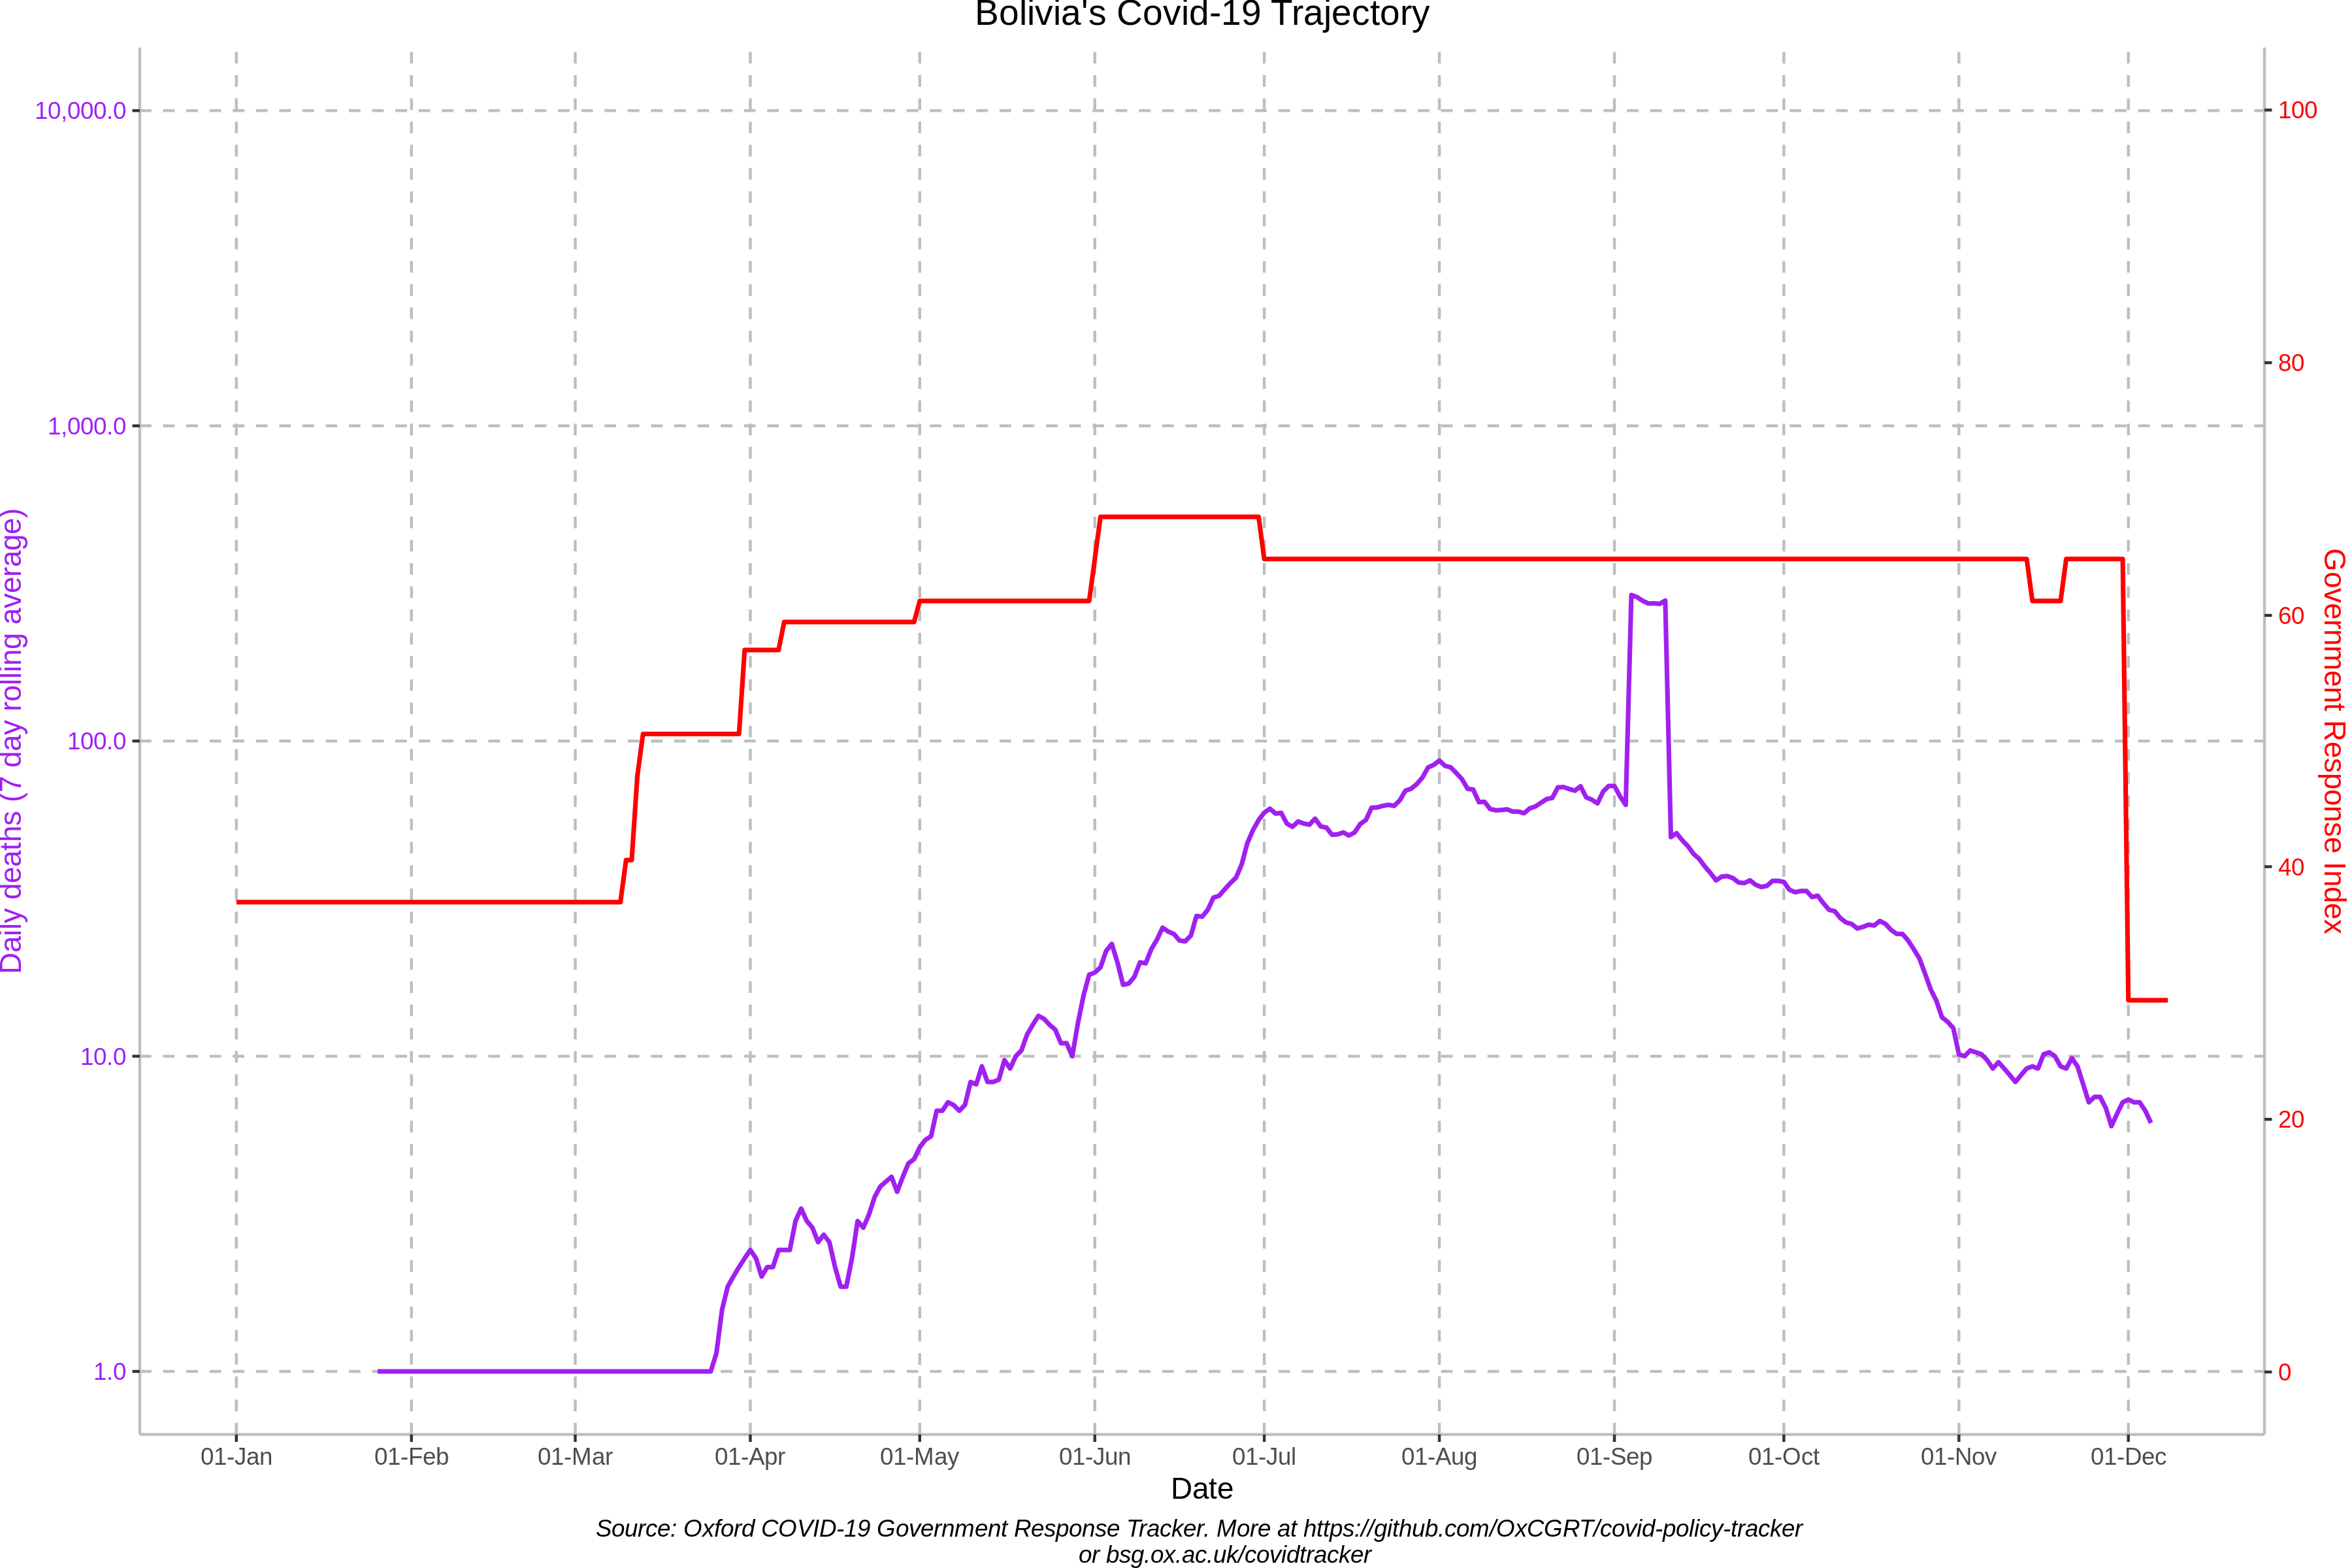 Bolivia's Covid-19 Trajectory
10,000.0
1,000.0
100.0
10.0
1.0
Daily deaths (7 day rolling average)
100
80
60
40
20
0
Government Response Index
01-Jan 01-Feb 01-Mar 01-Apr 01-May 01-Jun 01-Jul 01-Aug 01-Sep 01-Oct 01-Nov 01-Dec
Date
Source: Oxford COVID-19 Government Response Tracker. More at https://github.com/OxCGRT/covid-policy-tracker
or bsg.ox.ac.uk/covidtracker